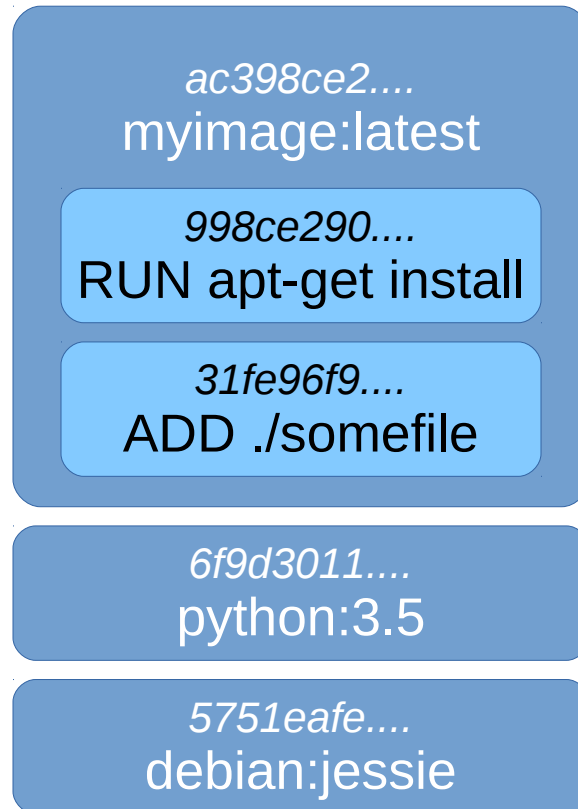 ac398ce2....
myimage:latest
998ce290....
RUN apt-get install
31fe96f9....
ADD ./somefile
6f9d3011....
python:3.5
5751eafe....
debian:jessie